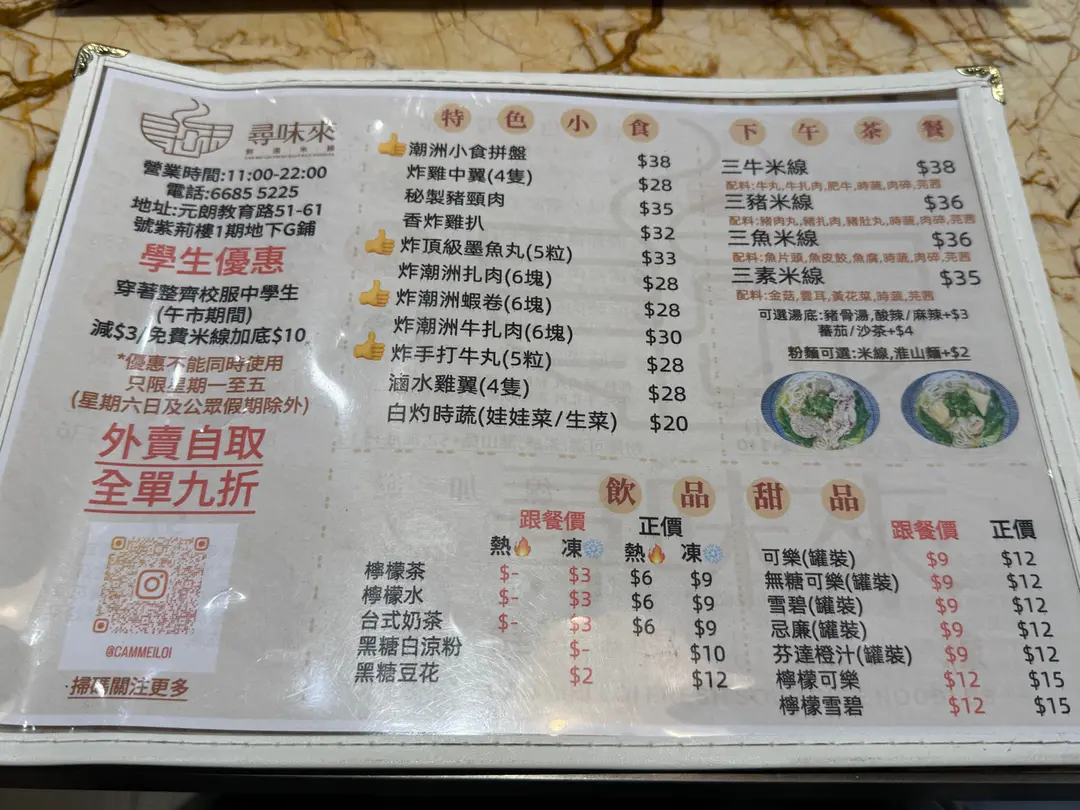 尋味來
營業時間:11:00-22:00
電話:6685 5225
地址:元朗教育路51-61
號紫荊樓1期地下G鋪
學生優惠
穿著整齊校服中學生
(午市期間)
減$3/免費米線加底$10
*優惠不能同時使用
只限星期一至五
(星期六日及公眾假期除外)
外賣自取
全單九折
@CAMMEILOI
掃碼關注更多
特色小食
潮洲小食拼盤 $38
炸雞中翼(4隻) $28
秘製豬頸肉 $35
香炸雞扒 $32
炸頂級墨魚丸(5粒) $33
炸潮洲扎肉(6塊) $28
炸潮洲蝦卷(6塊) $28
炸潮洲牛扎肉(6塊) $30
炸手打牛丸(5粒) $28
滷水雞翼(4隻) $28
白灼時蔬(娃娃菜/生菜) $20
下午茶餐
三牛米線 $38
配料:牛丸,牛扎肉,肥牛,時蔬,肉碎,芫茜
三豬米線 $36
配料:豬肉丸,豬扎肉,豬肚丸,時蔬,肉碎,芫茜
三魚米線 $36
配料:魚片頭,魚皮餃,魚腐,時蔬,肉碎,芫茜
三素米線 $35
配料:金菇,雲耳,黃花菜,時蔬,芫茜
可選湯底:豬骨湯,酸辣/麻辣+$3
蕃茄/沙茶+$4
粉麵可選:米線,淮山麵+$2
飲品甜品
跟餐價 正價
熱 凍 熱 凍
檸檬茶 $- $3 $6 $9
檸檬水 $- $3 $6 $9
台式奶茶 $- $3 $6 $9
黑糖白涼粉 $- $10
黑糖豆花 $2 $12
跟餐價 正價
可樂(罐裝) $9 $12
無糖可樂(罐裝) $9 $12
雪碧(罐裝) $9 $12
忌廉(罐裝) $9 $12
芬達橙汁(罐裝) $9 $12
檸檬可樂 $12 $15
檸檬雪碧 $12 $15